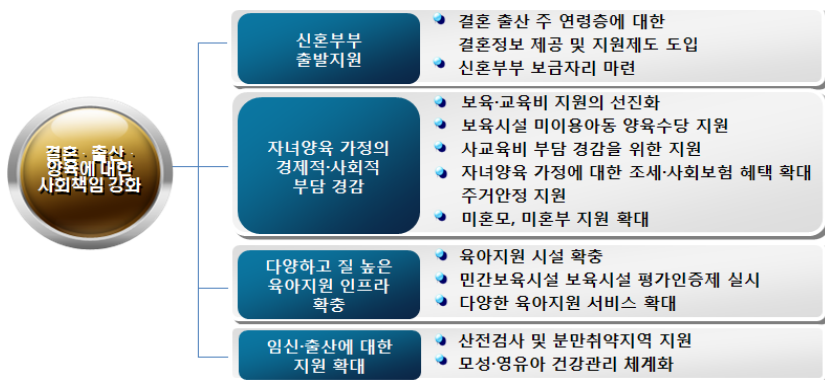 결혼·출산·
양육에 대한
사회책임 강화
신혼부부
출발지원
결혼 출산 주 연령층에 대한
결혼정보 제공 및 지원제도 도입
신혼부부 보금자리 마련
자녀양육 가정의
경제적·사회적
부담 경감
보육·교육비 지원의 선진화
보육시설 미이용아동 양육수당 지원
사교육비 부담 경감을 위한 지원
자녀양육 가정에 대한 조세·사회보험 혜택 확대
주거안정 지원
미혼모, 미혼부 지원 확대
다양하고 질 높은
육아지원 인프라
확충
육아지원 시설 확충
민간보육시설 보육시설 평가인증제 실시
다양한 육아지원 서비스 확대
임신·출산에 대한
지원 확대
산전검사 및 분만취약지역 지원
모성·영유아 건강관리 체계화